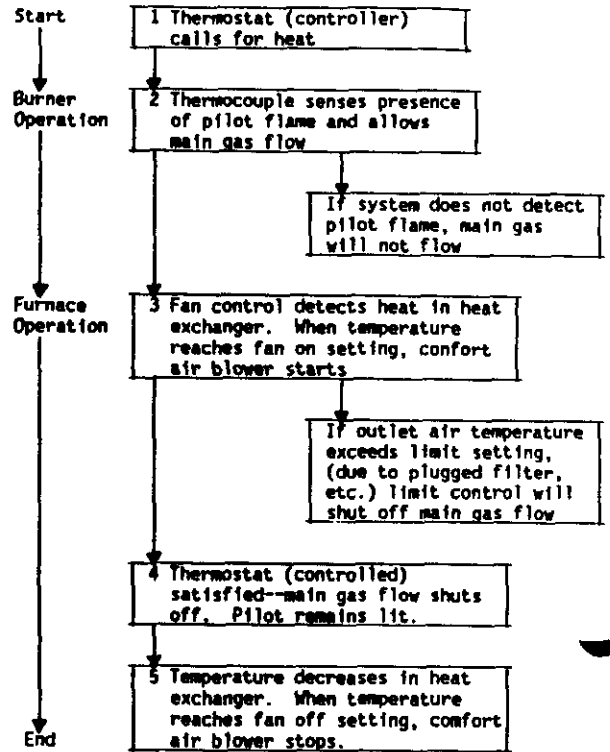 Start
1 Thermostat (controller)
calls for heat
Burner
Operation
2 Thermocouple senses presence
of pilot flame and allows
main gas flow
If system does not detect
pilot flame, main gas
will not flow
Furnace
Operation
3 Fan control detects heat in heat
exchanger. When temperature
reaches fan on setting, confort
air blower starts
If outlet air temperature
exceeds limit setting,
(due to plugged filter,
etc.) limit control will
shut off main gas flow
4 Thermostat (controlled)
satisfied--main gas flow shuts
off. Pilot remains lit.
5 Temperature decreases in heat
exchanger. When temperature
reaches fan off setting, comfort
air blower stops.
End